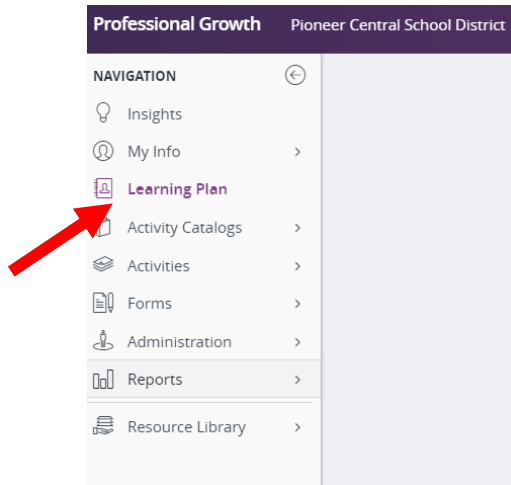 Professional Growth Pioneer Central School District
NAVIGATION
Insights
My Info
Learning Plan
Activity Catalogs
Activities
Forms
Administration
Reports
Resource Library